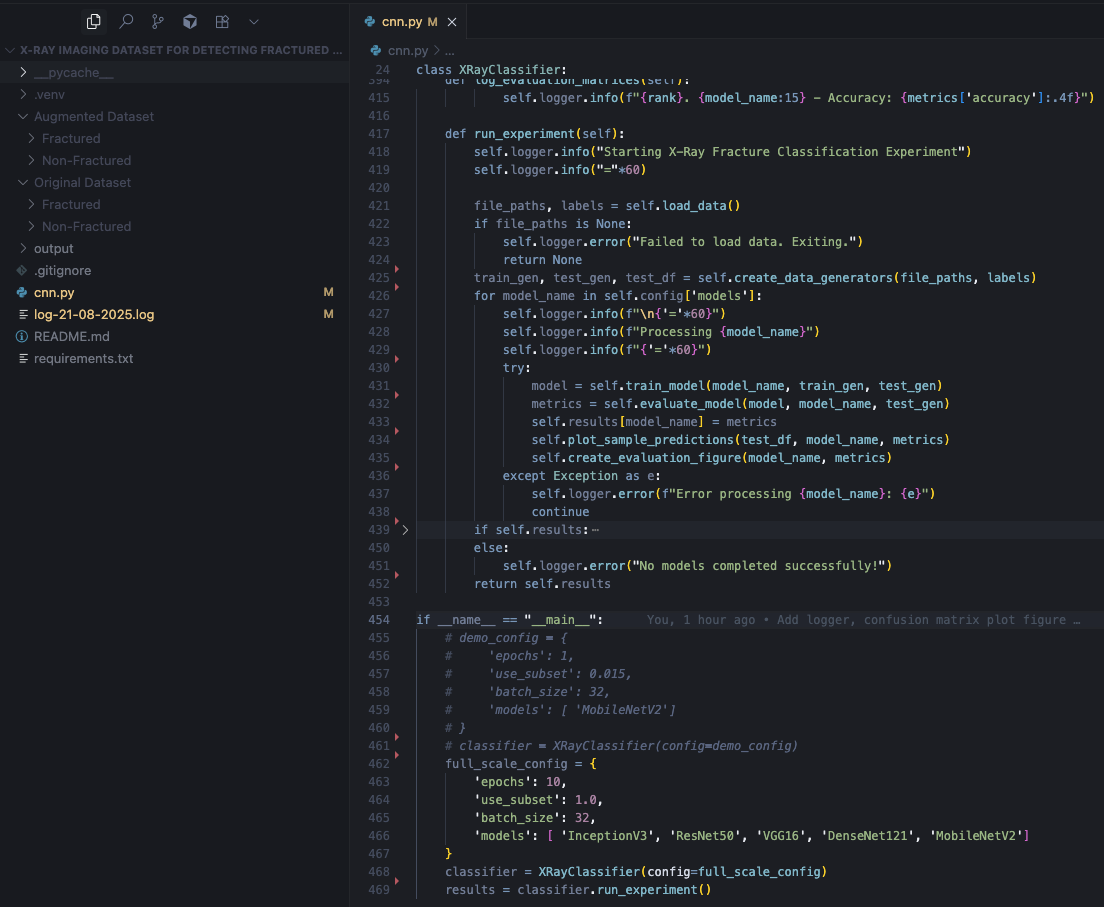 X-RAY IMAGING DATASET FOR DETECTING FRACTURED ...
__pycache__
.venv
Augmented Dataset
Fractured
Non-Fractured
Original Dataset
Fractured
Non-Fractured
output
.gitignore
cnn.py M
log-21-08-2025.log M
README.md
requirements.txt
cnn.py M
cnn.py > ...
24 class XRayClassifier:
394 def log_evaluation_matrices(self):
415 self.logger.info(f"{rank}. {model_name:15} - Accuracy: {metrics['accuracy']:.4f}")
416
417 def run_experiment(self):
418 self.logger.info("Starting X-Ray Fracture Classification Experiment")
419 self.logger.info("="*60)
420
421 file_paths, labels = self.load_data()
422 if file_paths is None:
423 self.logger.error("Failed to load data. Exiting.")
424 return None
425 train_gen, test_gen, test_df = self.create_data_generators(file_paths, labels)
426 for model_name in self.config['models']:
427 self.logger.info(f"\n{'='*60}")
428 self.logger.info(f"Processing {model_name}")
429 self.logger.info(f"{'='*60}")
430 try:
431 model = self.train_model(model_name, train_gen, test_gen)
432 metrics = self.evaluate_model(model, model_name, test_gen)
433 self.results[model_name] = metrics
434 self.plot_sample_predictions(test_df, model_name, metrics)
435 self.create_evaluation_figure(model_name, metrics)
436 except Exception as e:
437 self.logger.error(f"Error processing {model_name}: {e}")
438 continue
439 if self.results: ⋯
450 else:
451 self.logger.error("No models completed successfully!")
452 return self.results
453
454 if __name__ == "__main__": You, 1 hour ago • Add logger, confusion matrix plot figure …
455 # demo_config = {
456 # 'epochs': 1,
457 # 'use_subset': 0.015,
458 # 'batch_size': 32,
459 # 'models': [ 'MobileNetV2']
460 # }
461 # classifier = XRayClassifier(config=demo_config)
462 full_scale_config = {
463 'epochs': 10,
464 'use_subset': 1.0,
465 'batch_size': 32,
466 'models': [ 'InceptionV3', 'ResNet50', 'VGG16', 'DenseNet121', 'MobileNetV2']
467 }
468 classifier = XRayClassifier(config=full_scale_config)
469 results = classifier.run_experiment()